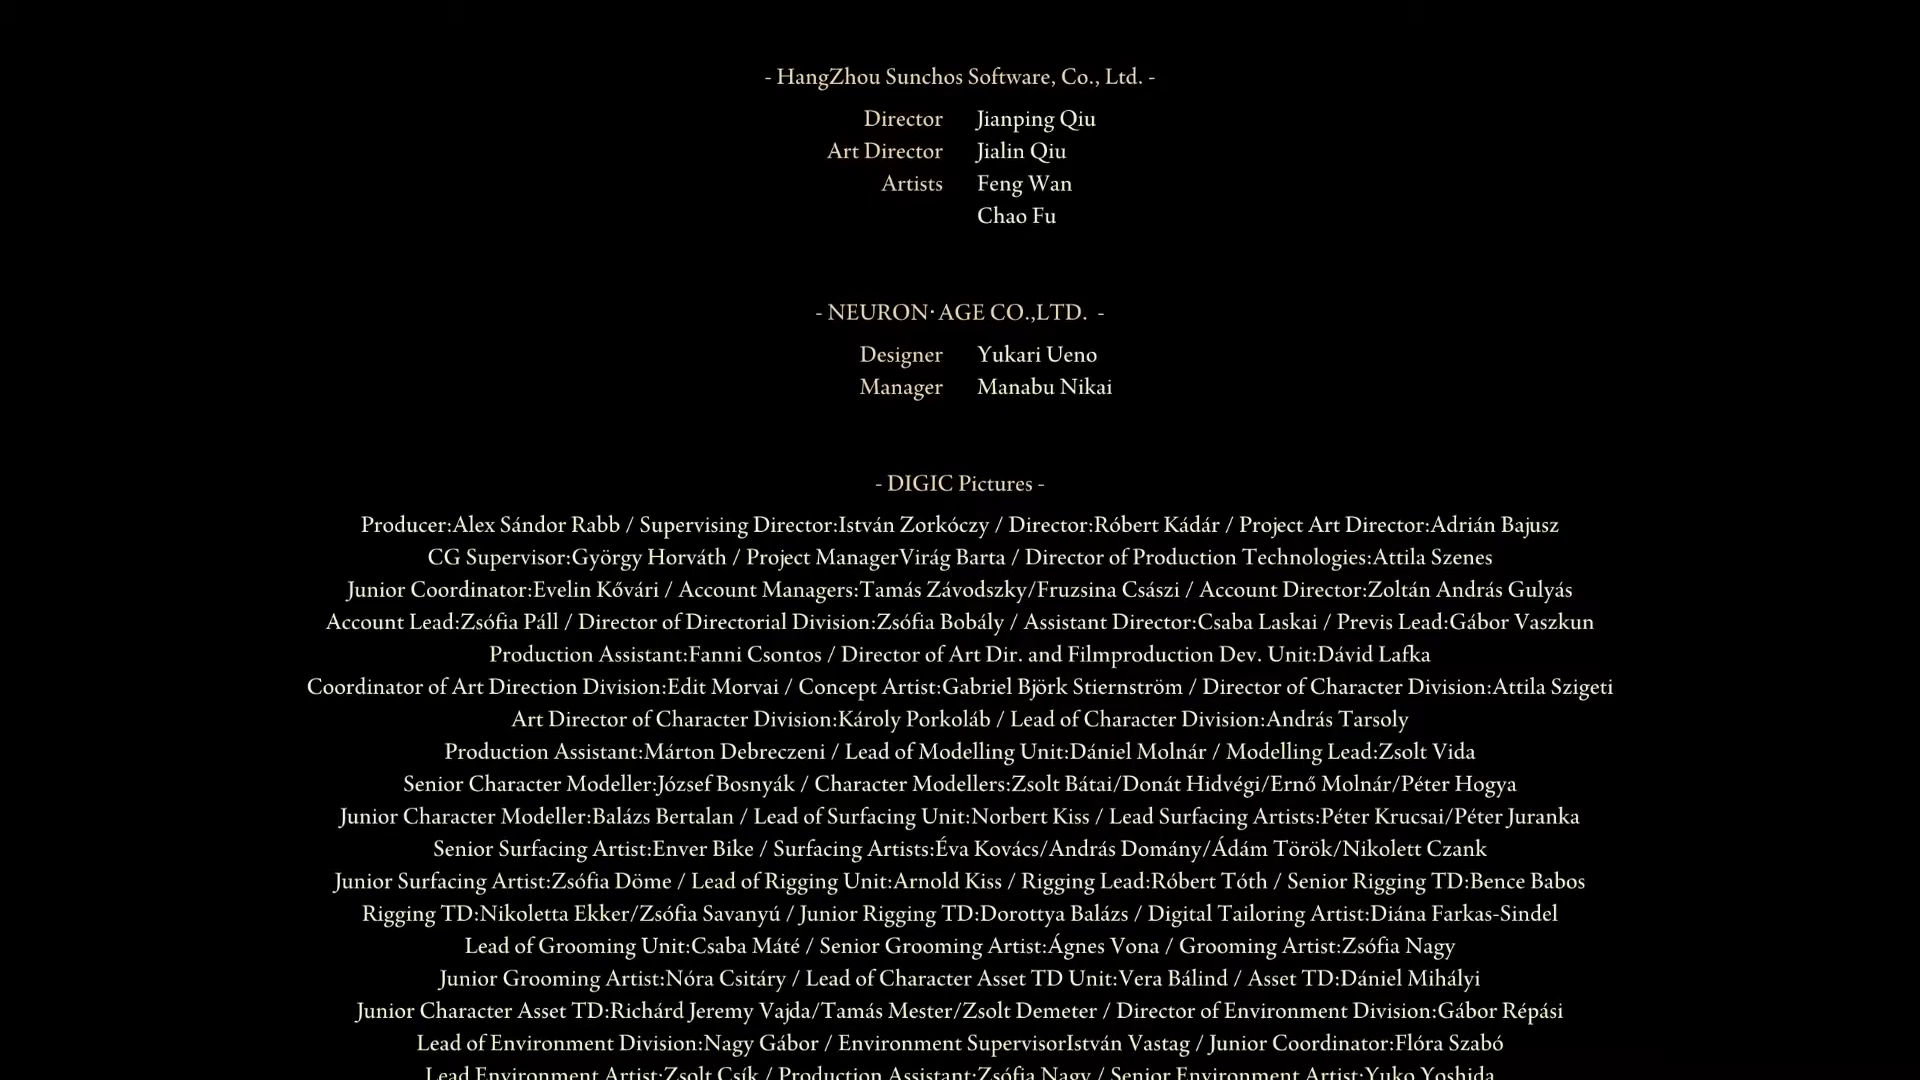 - HangZhou Sunchos Software, Co., Ltd. -
Director Jianping Qiu
Art Director Jialin Qiu
Artists Feng Wan
Chao Fu
- NEURON·AGE CO.,LTD. -
Designer Yukari Ueno
Manager Manabu Nikai
- DIGIC Pictures -
Producer:Alex Sándor Rabb / Supervising Director:István Zorkóczy / Director:Róbert Kádár / Project Art Director:Adrián Bajusz
CG Supervisor:György Horváth / Project ManagerVirág Barta / Director of Production Technologies:Attila Szenes
Junior Coordinator:Evelin Kővári / Account Managers:Tamás Závodszky/Fruzsina Császi / Account Director:Zoltán András Gulyás
Account Lead:Zsófia Páll / Director of Directorial Division:Zsófia Bobály / Assistant Director:Csaba Laskai / Previs Lead:Gábor Vaszkun
Production Assistant:Fanni Csontos / Director of Art Dir. and Filmproduction Dev. Unit:Dávid Lafka
Coordinator of Art Direction Division:Edit Morvai / Concept Artist:Gabriel Björk Stiernström / Director of Character Division:Attila Szigeti
Art Director of Character Division:Károly Porkoláb / Lead of Character Division:András Tarsoly
Production Assistant:Márton Debreczeni / Lead of Modelling Unit:Dániel Molnár / Modelling Lead:Zsolt Vida
Senior Character Modeller:József Bosnyák / Character Modellers:Zsolt Bátai/Donát Hidvégi/Ernő Molnár/Péter Hogya
Junior Character Modeller:Balázs Bertalan / Lead of Surfacing Unit:Norbert Kiss / Lead Surfacing Artists:Péter Krucsai/Péter Juranka
Senior Surfacing Artist:Enver Bike / Surfacing Artists:Éva Kovács/András Domány/Ádám Török/Nikolett Czank
Junior Surfacing Artist:Zsófia Döme / Lead of Rigging Unit:Arnold Kiss / Rigging Lead:Róbert Tóth / Senior Rigging TD:Bence Babos
Rigging TD:Nikoletta Ekker/Zsófia Savanyú / Junior Rigging TD:Dorottya Balázs / Digital Tailoring Artist:Diána Farkas-Sindel
Lead of Grooming Unit:Csaba Máté / Senior Grooming Artist:Ágnes Vona / Grooming Artist:Zsófia Nagy
Junior Grooming Artist:Nóra Csitáry / Lead of Character Asset TD Unit:Vera Bálind / Asset TD:Dániel Mihályi
Junior Character Asset TD:Richárd Jeremy Vajda/Tamás Mester/Zsolt Demeter / Director of Environment Division:Gábor Répási
Lead of Environment Division:Nagy Gábor / Environment SupervisorIstván Vastag / Junior Coordinator:Flóra Szabó
Lead Environment Artist:Zsolt Csík / Production Assistant:Zsófia Nagy / Senior Environment Artist:Yuko Yoshida